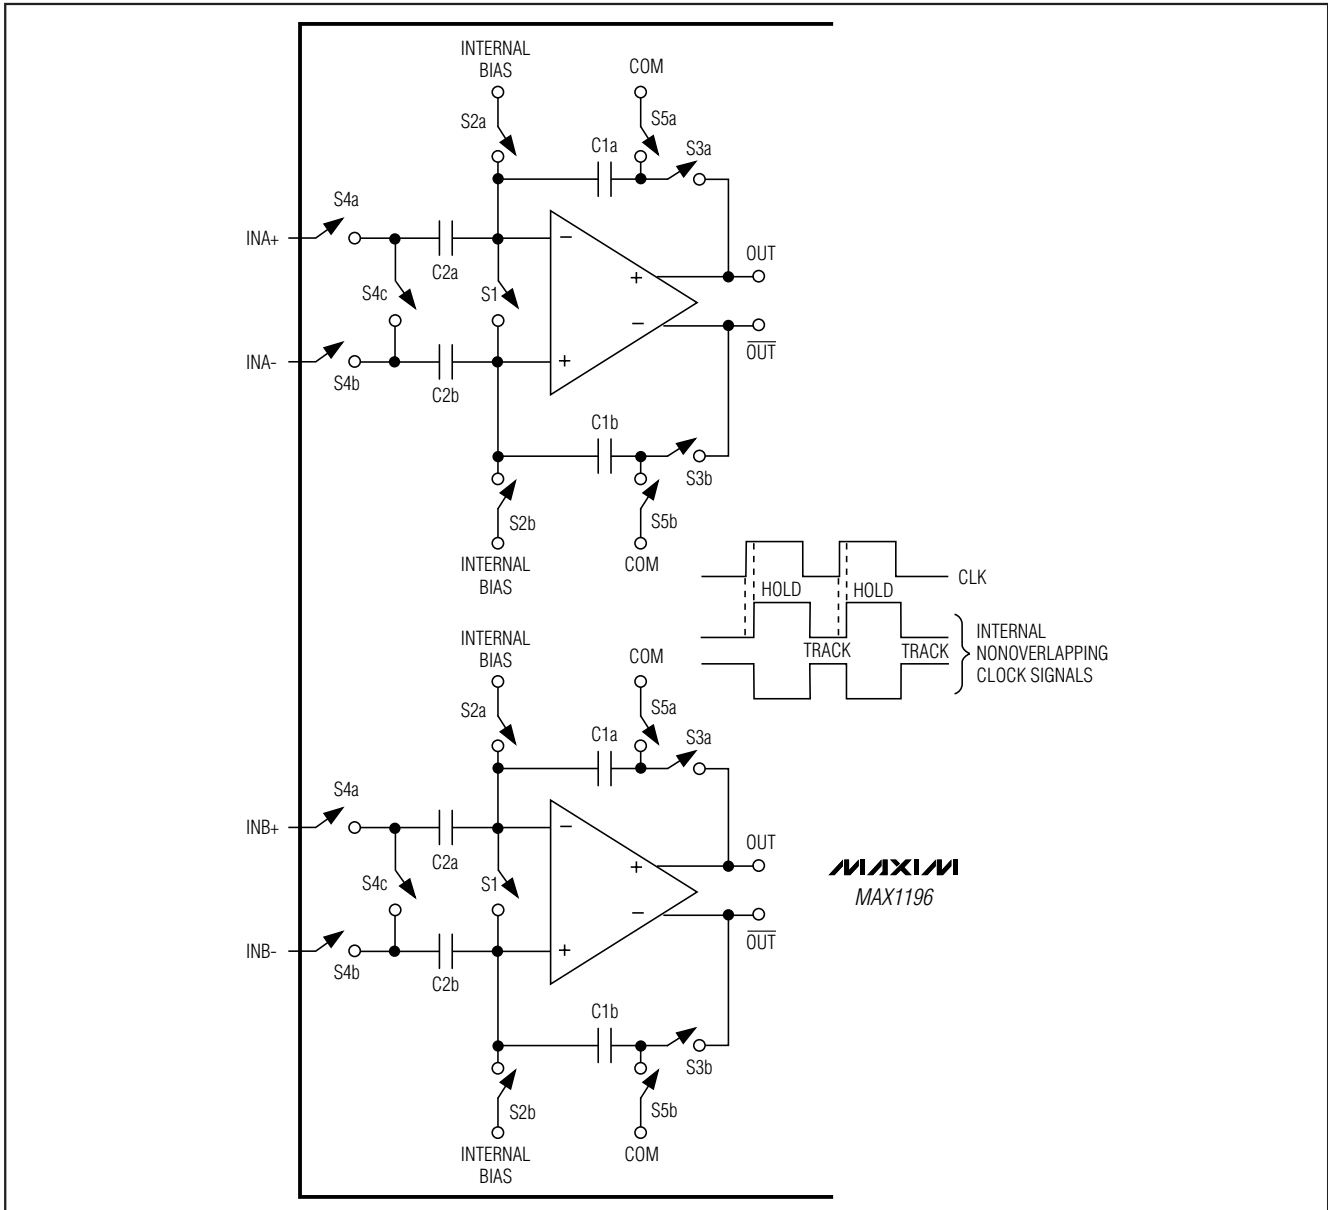 INTERNAL
BIAS
COM
S2a
S5a
C1a
S3a
S4a
INA+
−
OUT
C2a
+
S4c
S1
−
INA-
+
OUT
S4b
C2b
C1b
S3b
S2b
S5b
INTERNAL
BIAS
COM
CLK
HOLD
HOLD
TRACK
TRACK
INTERNAL
NONOVERLAPPING
CLOCK SIGNALS
INTERNAL
BIAS
COM
S2a
S5a
C1a
S3a
S4a
INB+
−
OUT
C2a
+
S4c
S1
−
INB-
+
OUT
S4b
C2b
MAXIM
MAX1196
C1b
S3b
S2b
S5b
INTERNAL
BIAS
COM